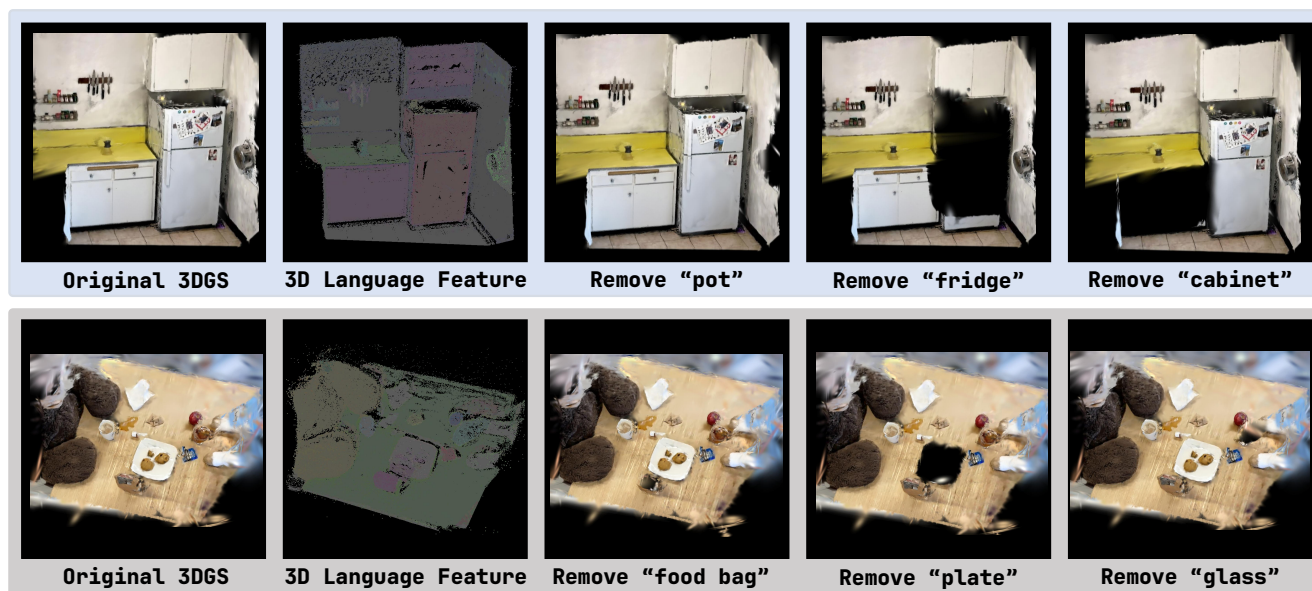 Original 3DGS
3D Language Feature
Remove “pot”
Remove “fridge”
Remove “cabinet”
Original 3DGS
3D Language Feature
Remove “food bag”
Remove “plate”
Remove “glass”